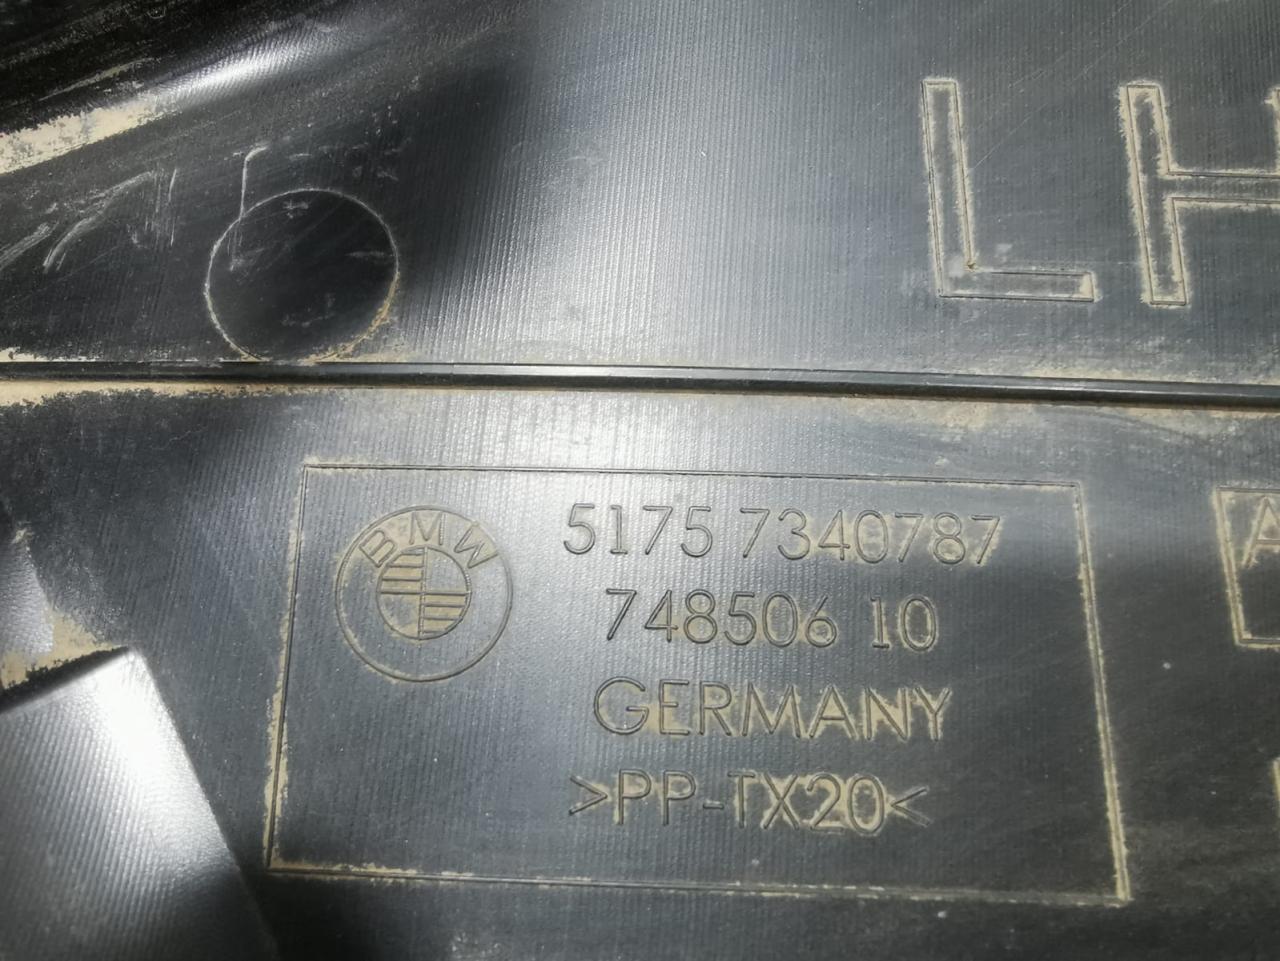 LH
BMW
5175 7340787
748506 10
GERMANY
>PP-TX20<